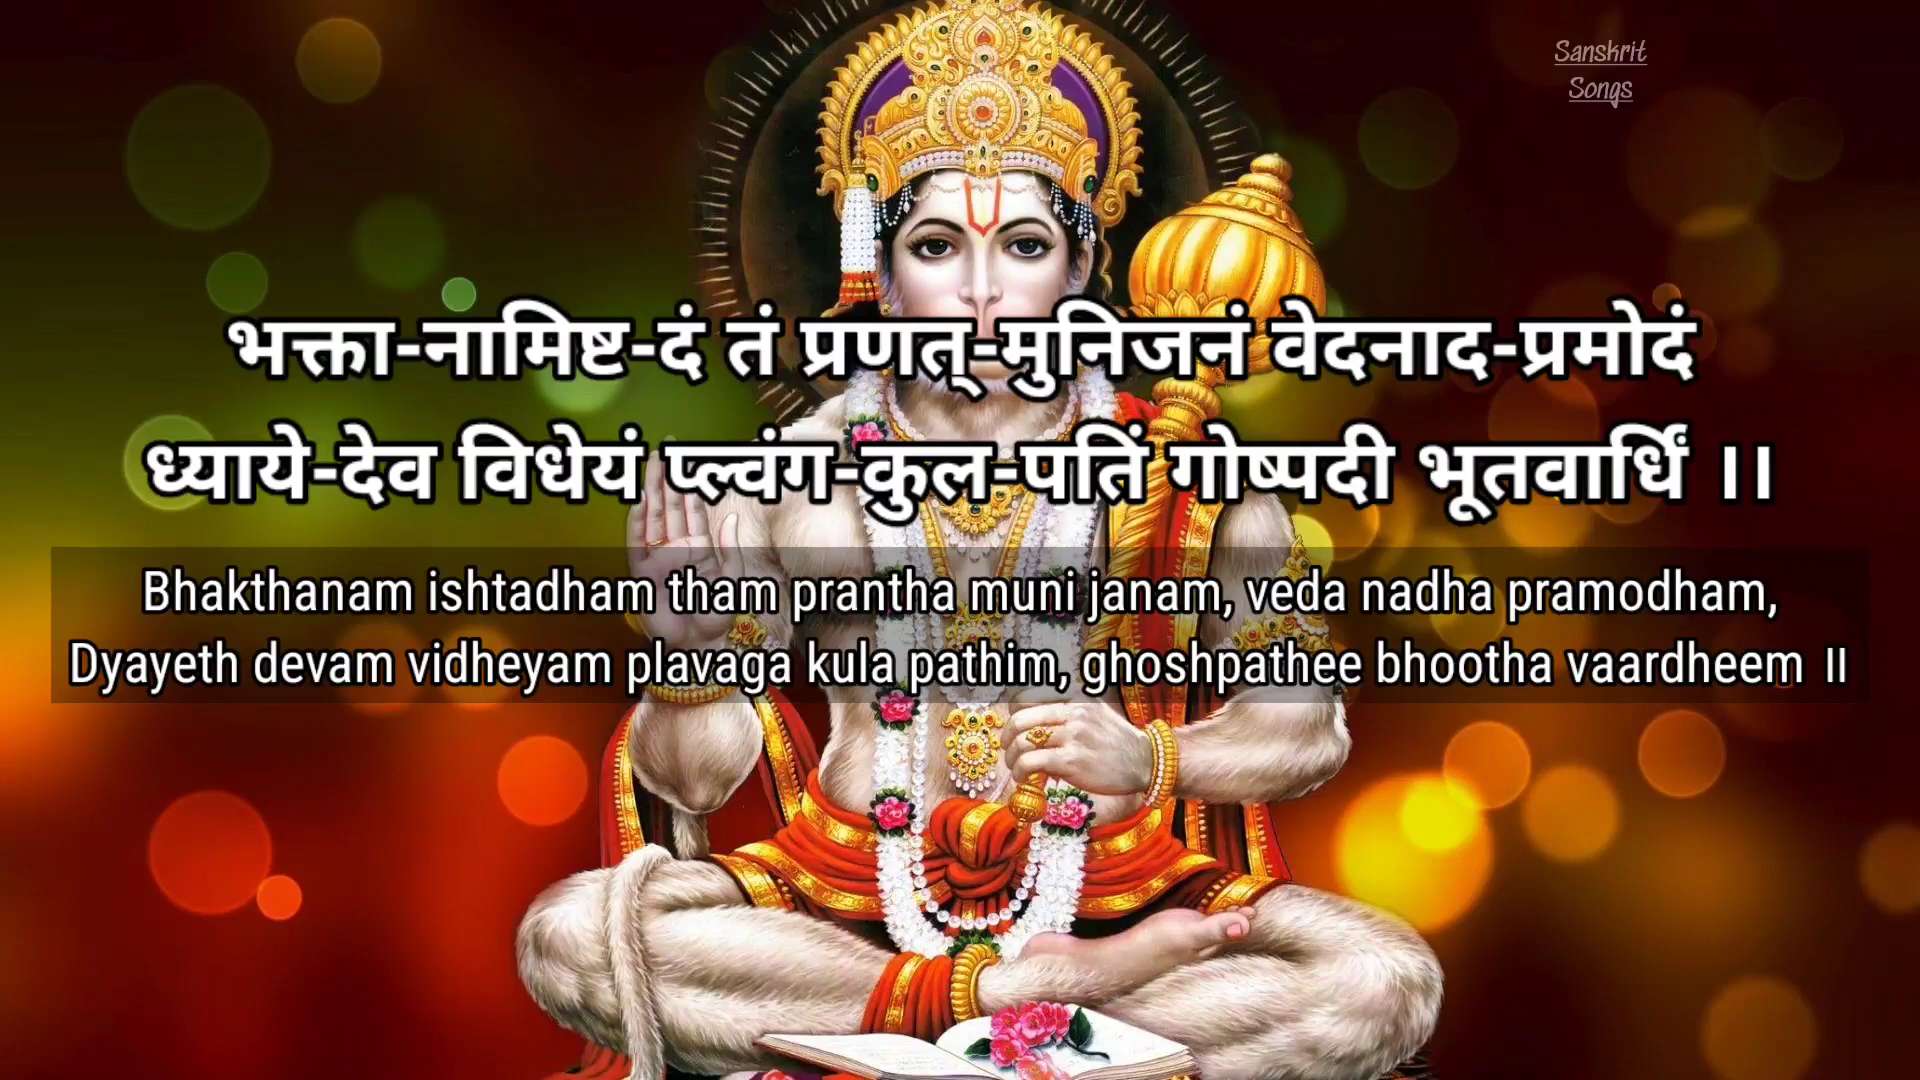 Sanskrit
Songs
भक्ता-नामिष्ट-दं तं प्रणत्-मुनिजनं वेदनाद-प्रमोदं
ध्याये-देव विधेयं प्ल्वंग-कुल-पतिं गोष्पदी भूतवार्धिं ।।
Bhakthanam ishtadham tham prantha muni janam, veda nadha pramodham,
Dyayeth devam vidheyam plavaga kula pathim, ghoshpathee bhootha vaardheem ॥